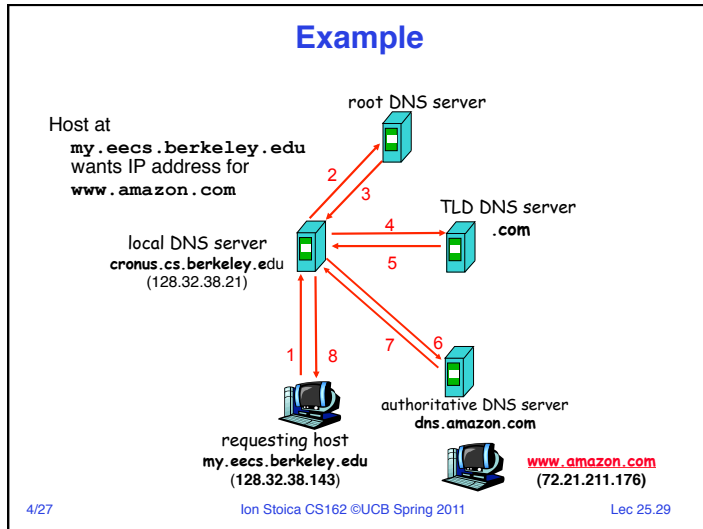 Example
Host at
my.eecs.berkeley.edu
wants IP address for
www.amazon.com
root DNS server
2
3
TLD DNS server
.com
4
5
local DNS server
cronus.cs.berkeley.edu
(128.32.38.21)
6
7
1
8
authoritative DNS server
dns.amazon.com
requesting host
my.eecs.berkeley.edu
(128.32.38.143)
www.amazon.com
(72.21.211.176)
4/27
Ion Stoica CS162 ©UCB Spring 2011
Lec 25.29